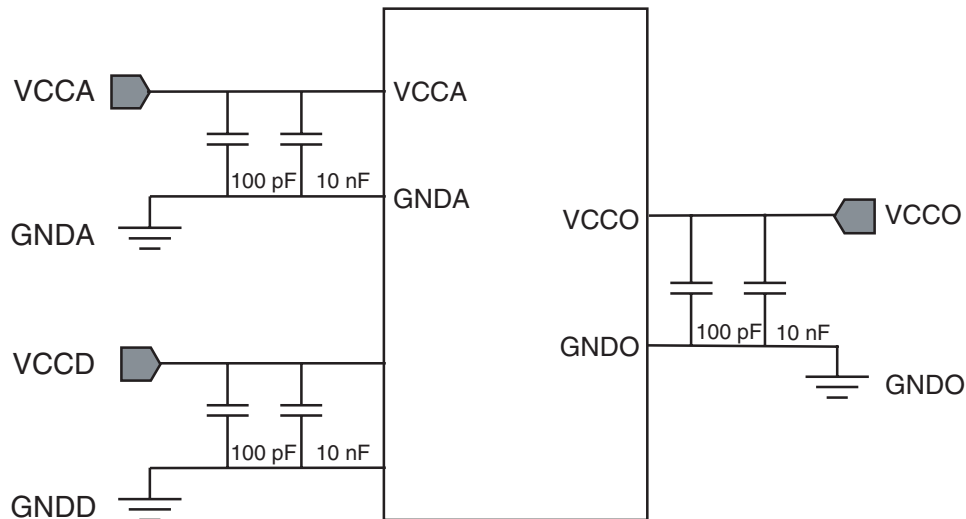 VCCA
VCCA
100 pF 10 nF
GNDA
GNDA
VCCO
VCCO
100 pF 10 nF
GNDO
GNDO
VCCD
100 pF 10 nF
GNDD